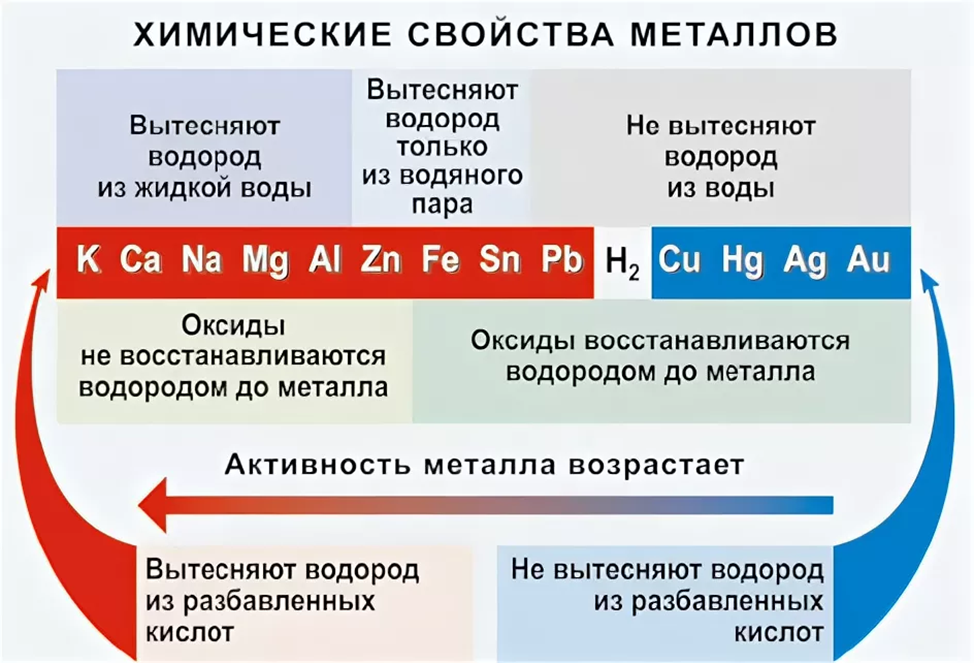 ХИМИЧЕСКИЕ СВОЙСТВА МЕТАЛЛОВ
Вытесняют
водород
из жидкой воды
Вытесняют
водород
только
из водяного
пара
Не вытесняют
водород
из воды
K Ca Na Mg Al Zn Fe Sn Pb H₂ Cu Hg Ag Au
Оксиды
не восстанавливаются
водородом до металла
Оксиды восстанавливаются
водородом до металла
Активность металла возрастает
Вытесняют водород
из разбавленных
кислот
Не вытесняют водород
из разбавленных
кислот